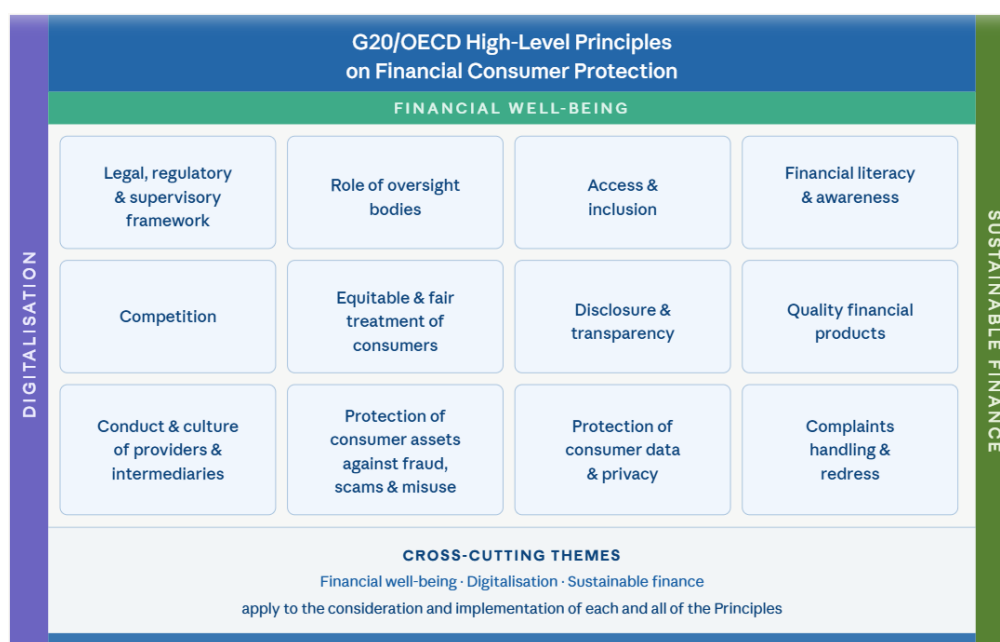 G20/OECD High-Level Principles
on Financial Consumer Protection
FINANCIAL WELL-BEING
DIGITALISATION
Legal, regulatory
& supervisory
framework
Role of oversight
bodies
Access &
inclusion
Financial literacy
& awareness
Competition
Equitable & fair
treatment of
consumers
Disclosure &
transparency
Quality financial
products
Conduct & culture
of providers &
intermediaries
Protection of
consumer assets
against fraud,
scams & misuse
Protection of
consumer data
& privacy
Complaints
handling &
redress
SUSTAINABLE FINANCE
CROSS-CUTTING THEMES
Financial well-being · Digitalisation · Sustainable finance
apply to the consideration and implementation of each and all of the Principles